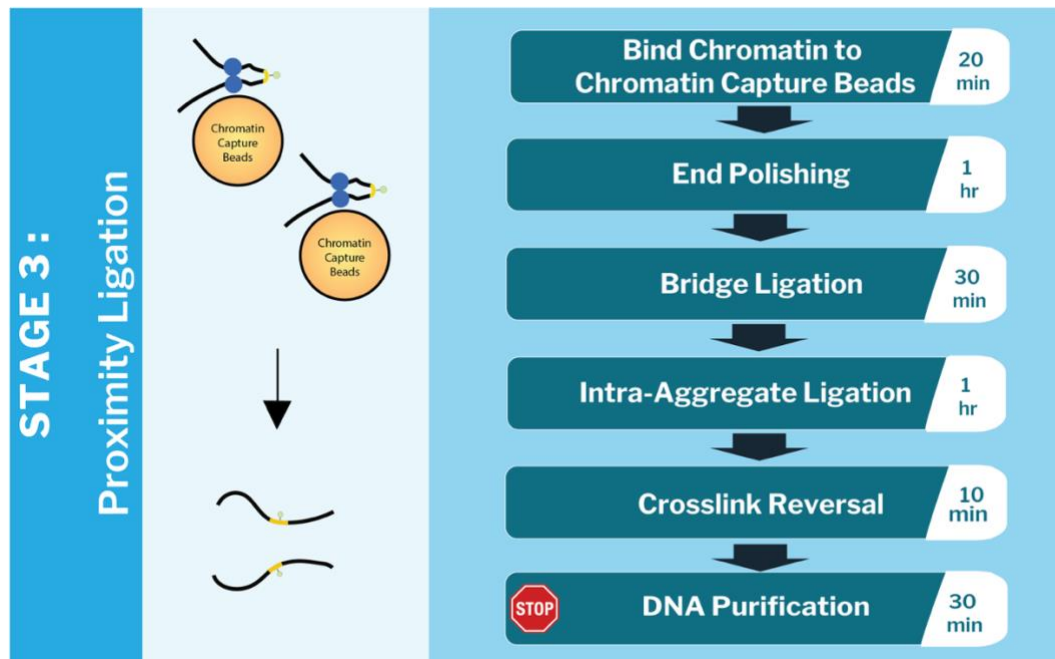 STAGE 3:
Proximity Ligation
Chromatin
Capture
Beads
Chromatin
Capture
Beads
Bind Chromatin to
Chromatin Capture Beads
20
min
End Polishing
1
hr
Bridge Ligation
30
min
Intra-Aggregate Ligation
1
hr
Crosslink Reversal
10
min
STOP
DNA Purification
30
min